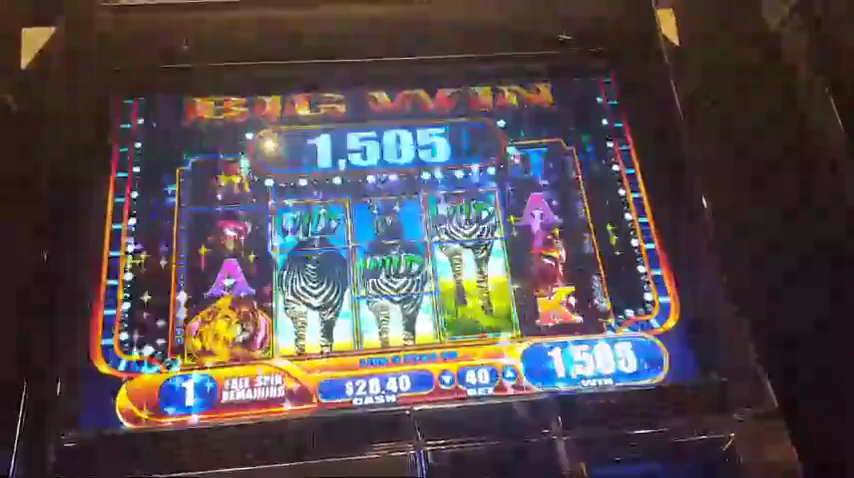 BIG WIN
1,505
WILD
WILD
WILD
A
A
K
1
FREE SPIN
REMAINING
$28.40
CASH
40
BET
1,505
WIN